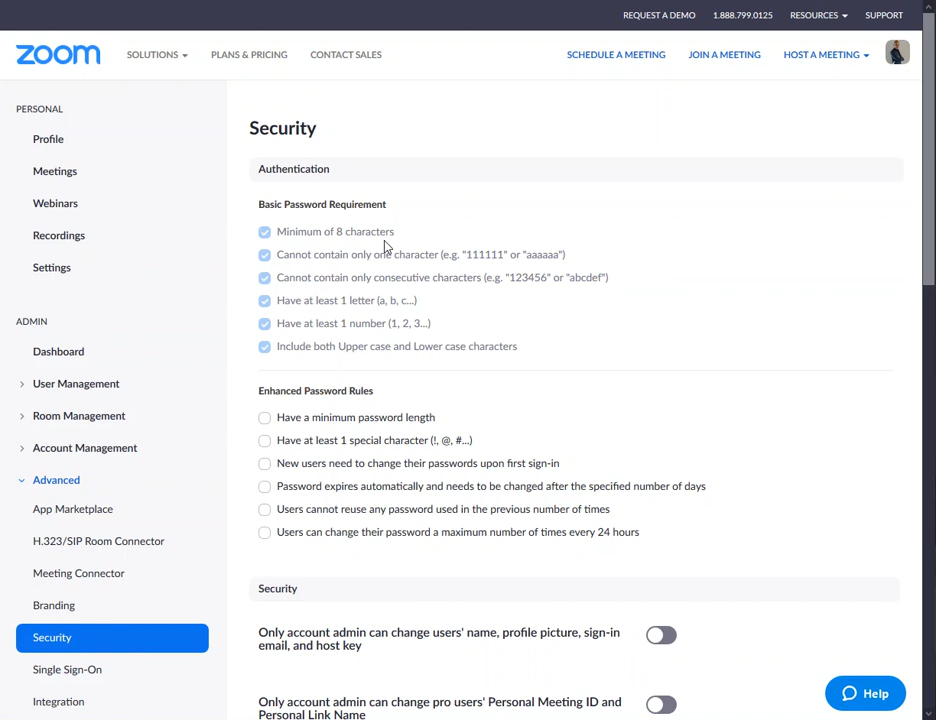 REQUEST A DEMO 1.888.799.0125 RESOURCES SUPPORT
zoom SOLUTIONS PLANS & PRICING CONTACT SALES SCHEDULE A MEETING JOIN A MEETING HOST A MEETING
PERSONAL
Profile
Meetings
Webinars
Recordings
Settings
ADMIN
Dashboard
User Management
Room Management
Account Management
Advanced
App Marketplace
H.323/SIP Room Connector
Meeting Connector
Branding
Security
Single Sign-On
Integration
Security
Authentication
Basic Password Requirement
Minimum of 8 characters
Cannot contain only one character (e.g. "111111" or "aaaaaa")
Cannot contain only consecutive characters (e.g. "123456" or "abcdef")
Have at least 1 letter (a, b, c...)
Have at least 1 number (1, 2, 3...)
Include both Upper case and Lower case characters
Enhanced Password Rules
Have a minimum password length
Have at least 1 special character (!, @, #...)
New users need to change their passwords upon first sign-in
Password expires automatically and needs to be changed after the specified number of days
Users cannot reuse any password used in the previous number of times
Users can change their password a maximum number of times every 24 hours
Security
Only account admin can change users' name, profile picture, sign-in
email, and host key
Only account admin can change pro users' Personal Meeting ID and
Personal Link Name
Help